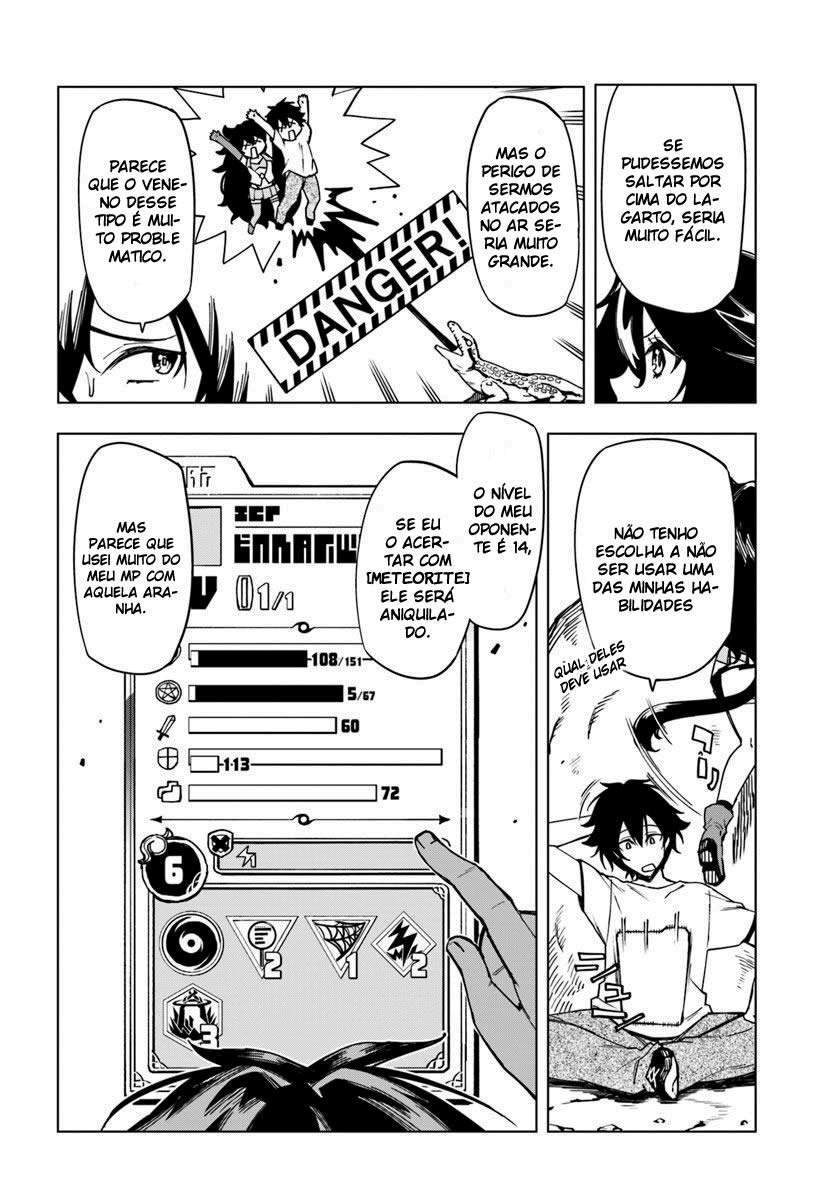 SE
PUDESSEMOS
SALTAR POR
CIMA DO LA-
GARTO, SERIA
MUITO FÁCIL.
MAS O
PERIGO DE
SERMOS
ATACADOS
NO AR SE-
RIA MUITO
GRANDE.
DANGER!
PARECE
QUE O VENE-
NO DESSE
TIPO É MUI-
TO PROBLE
MATICO.
NÃO TENHO
ESCOLHA A NÃO
SER USAR UMA
DAS MINHAS HA-
BILIDADES
QUAL DELES
DEVE USAR
O NÍVEL
DO MEU
OPONEN-
TE É 14,
SE EU
O ACER-
TAR COM
[METEORITE]
ELE SERÁ
ANIQUILA-
DO.
MAS
PARECE QUE
USEI MUITO DO
MEU MP COM
AQUELA ARA-
NHA.
01/1
108/151
5/67
60
113
72
6
1
2
1
2
3